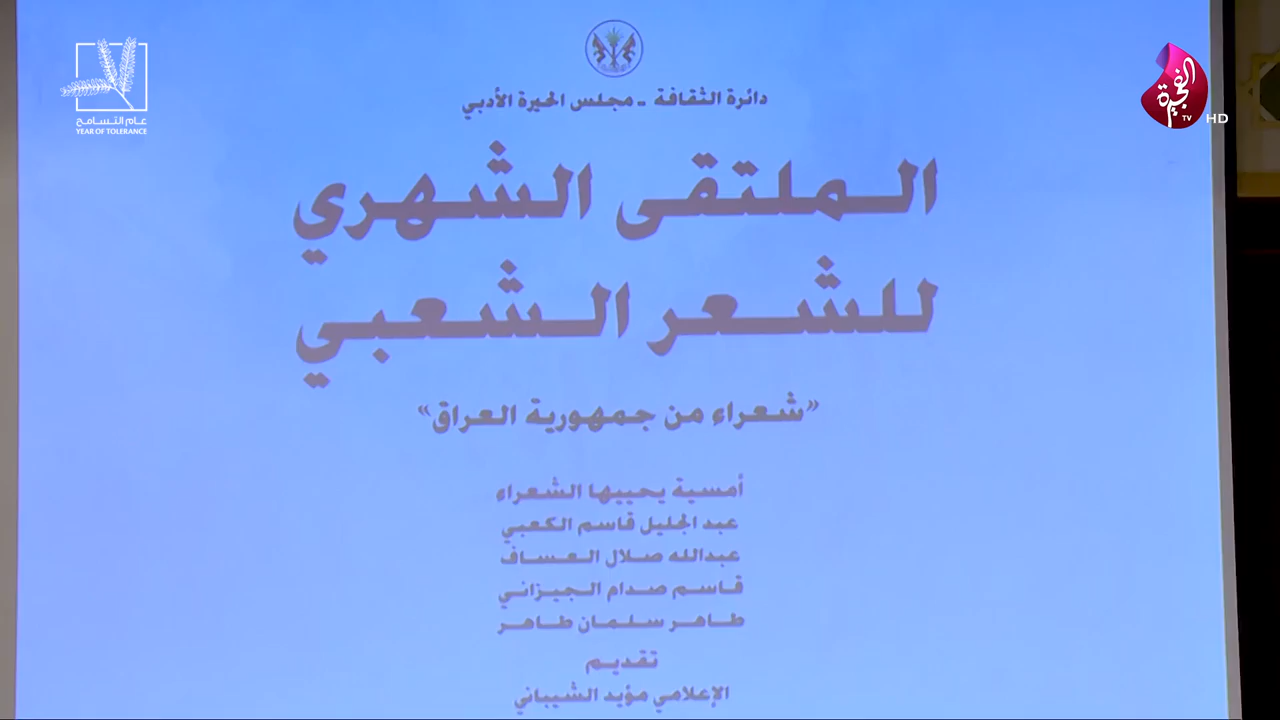 عام التسامح
YEAR OF TOLERANCE
الفجيرة
TV HD
دائرة الثقافة - مجلس الحيرة الأدبي
الملتقى الشهري
للشعر الشعبي
«شعراء من جمهورية العراق»
أمسية يحييها الشعراء
عبد الجليل قاسم الكعبي
عبدالله صلال العساف
قاسم صدام الجيزاني
طاهر سلمان طاهر
تقديم
الإعلامي مؤيد الشيباني